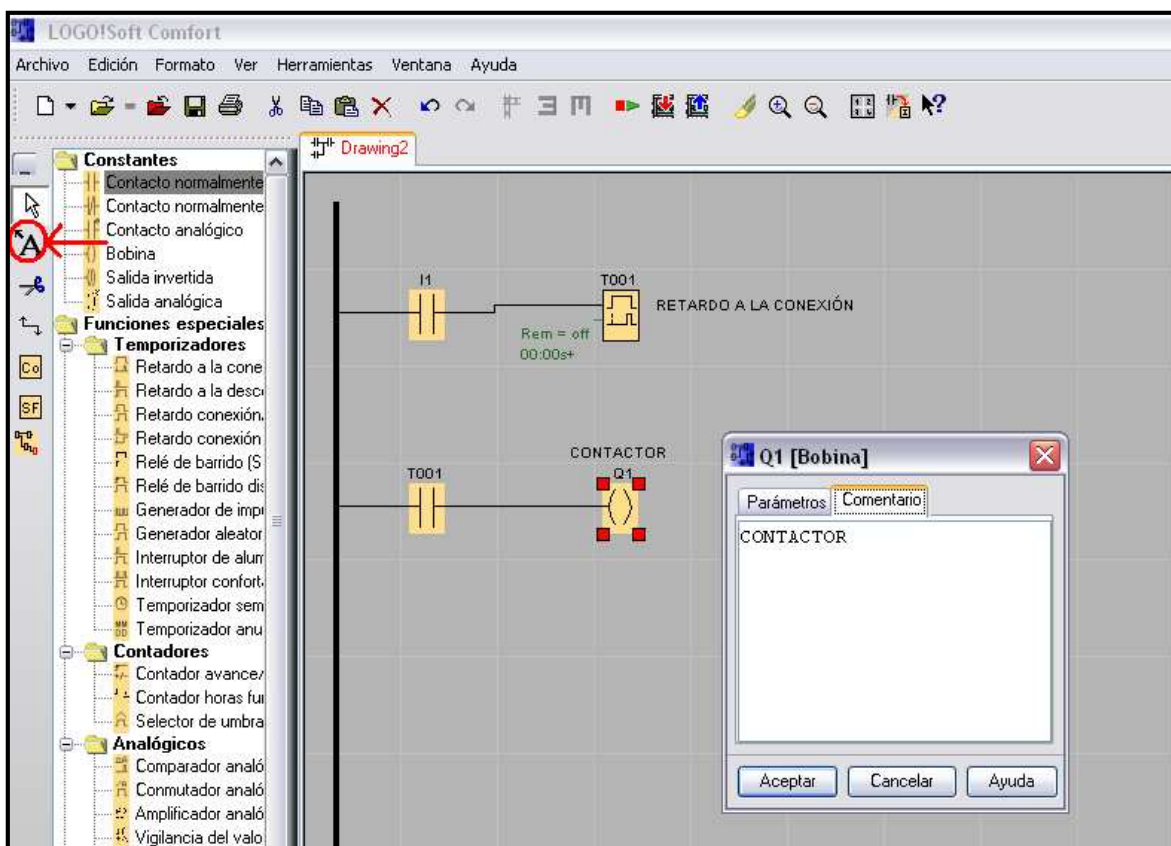 LOGO!Soft Comfort
Archivo Edición Formato Ver Herramientas Ventana Ayuda
Drawing2
Constantes
Contacto normalmente
Contacto normalmente
Contacto analógico
Bobina
Salida invertida
Salida analógica
Funciones especiales
Temporizadores
Retardo a la cone
Retardo a la desc
Retardo conexión
Retardo conexión
Relé de barrido (S
Relé de barrido dis
Generador de impu
Generador aleator
Interruptor de alum
Interruptor confort
Temporizador sem
Temporizador anu
Contadores
Contador avance/
Contador horas fun
Selector de umbra
Analógicos
Comparador analó
Conmutador analó
Amplificador analó
Vigilancia del valo
A
Co
SF
I1
T001
RETARDO A LA CONEXIÓN
Rem = off
00:00s+
CONTACTOR
T001
Q1
Q1 [Bobina]
Parámetros Comentario
CONTACTOR
Aceptar Cancelar Ayuda